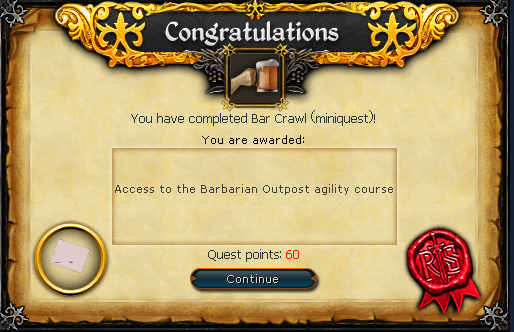 Congratulations
You have completed Bar Crawl (miniquest)!
You are awarded:
Access to the Barbarian Outpost agility course
Quest points: 60
Continue
RS